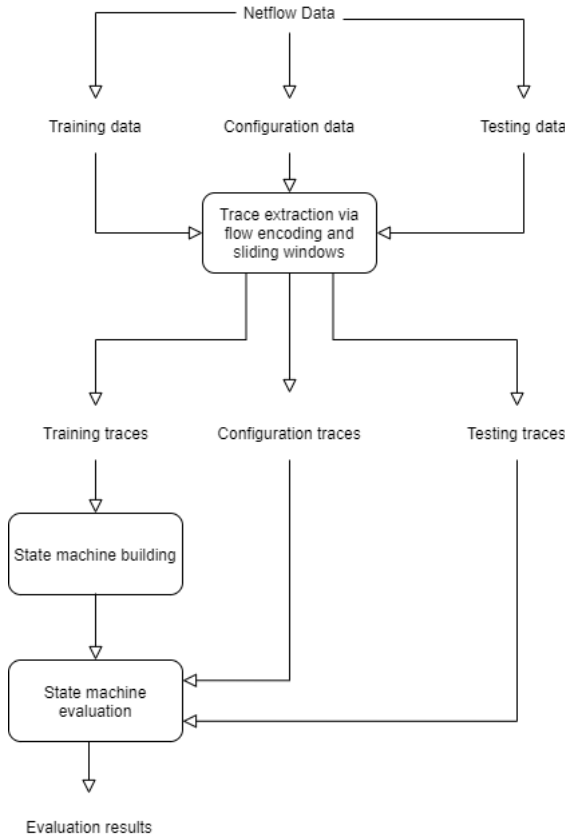 Netflow Data
Training data
Configuration data
Testing data
Trace extraction via
flow encoding and
sliding windows
Training traces
Configuration traces
Testing traces
State machine building
State machine
evaluation
Evaluation results